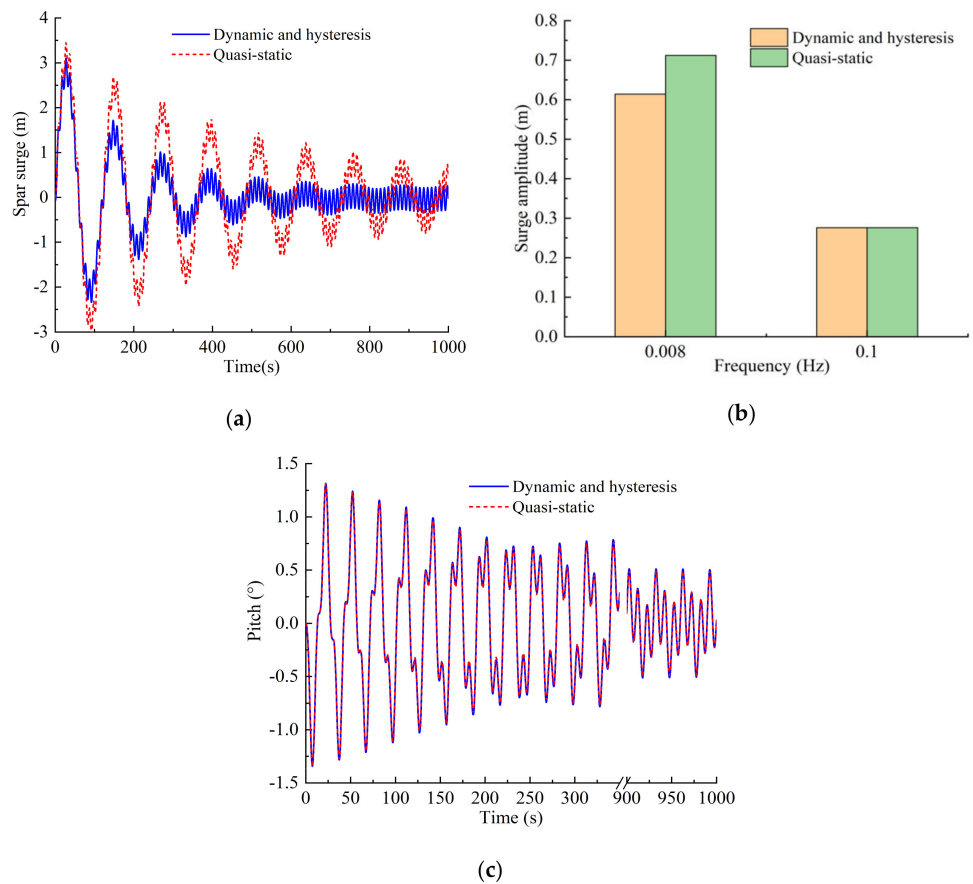 Dynamic and hysteresis
Quasi-static
Spar surge (m)
4
3
2
1
0
-1
-2
-3
0 200 400 600 800 1000
Time(s)
(a)
Dynamic and hysteresis
Quasi-static
Surge amplitude (m)
0.8
0.7
0.6
0.5
0.4
0.3
0.2
0.1
0.0
0.008 0.1
Frequency (Hz)
(b)
Dynamic and hysteresis
Quasi-static
Pitch (°)
1.5
1.0
0.5
0.0
-0.5
-1.0
-1.5
0 50 100 150 200 250 300 900 950 1000
Time (s)
(c)